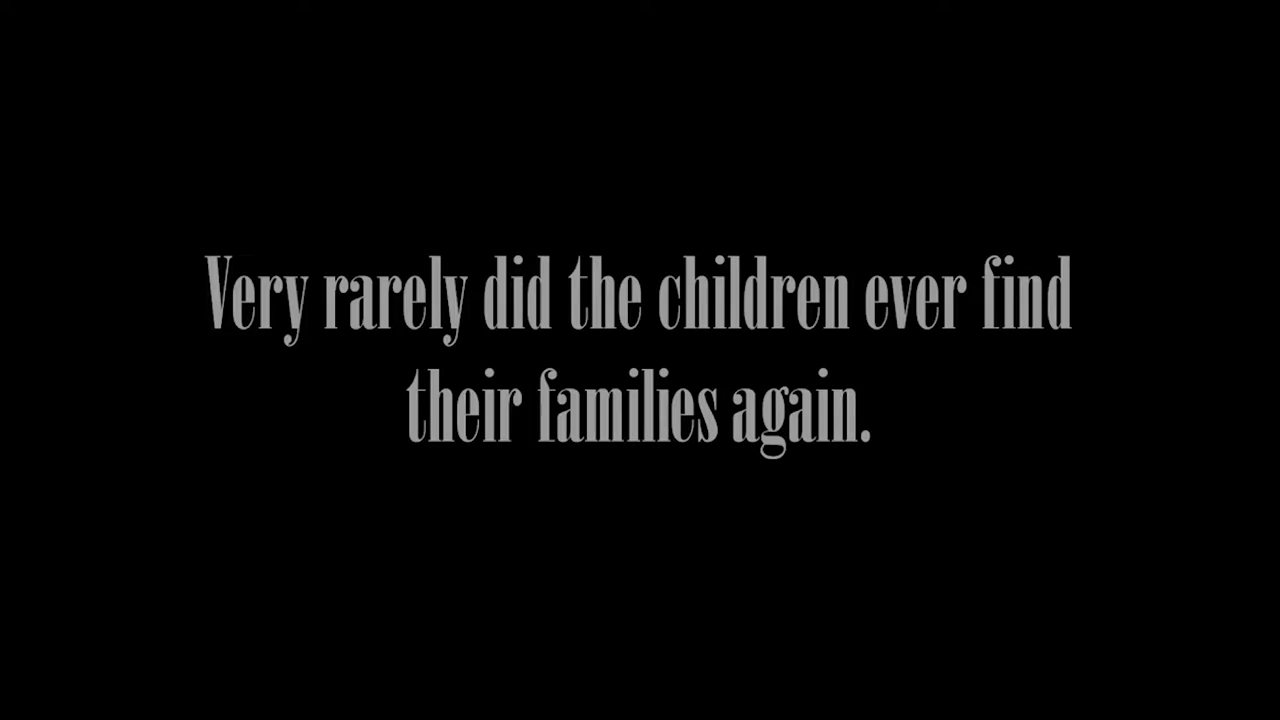 Very rarely did the children ever find
their families again.